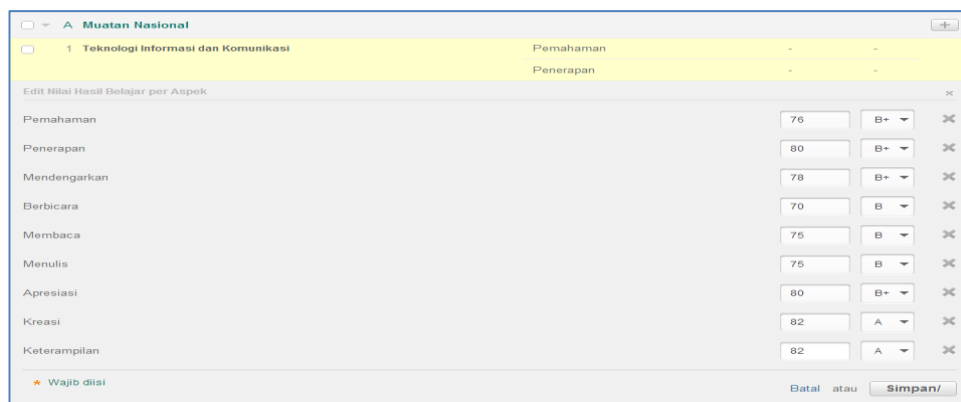 A Muatan Nasional
1 Teknologi Informasi dan Komunikasi Pemahaman - -
Penerapan - -
Edit Nilai Hasil Belajar per Aspek
Pemahaman 76 B+
Penerapan 80 B+
Mendengarkan 78 B+
Berbicara 70 B
Membaca 75 B
Menulis 75 B
Apresiasi 80 B+
Kreasi 82 A
Keterampilan 82 A
* Wajib diisi Batal atau Simpan/